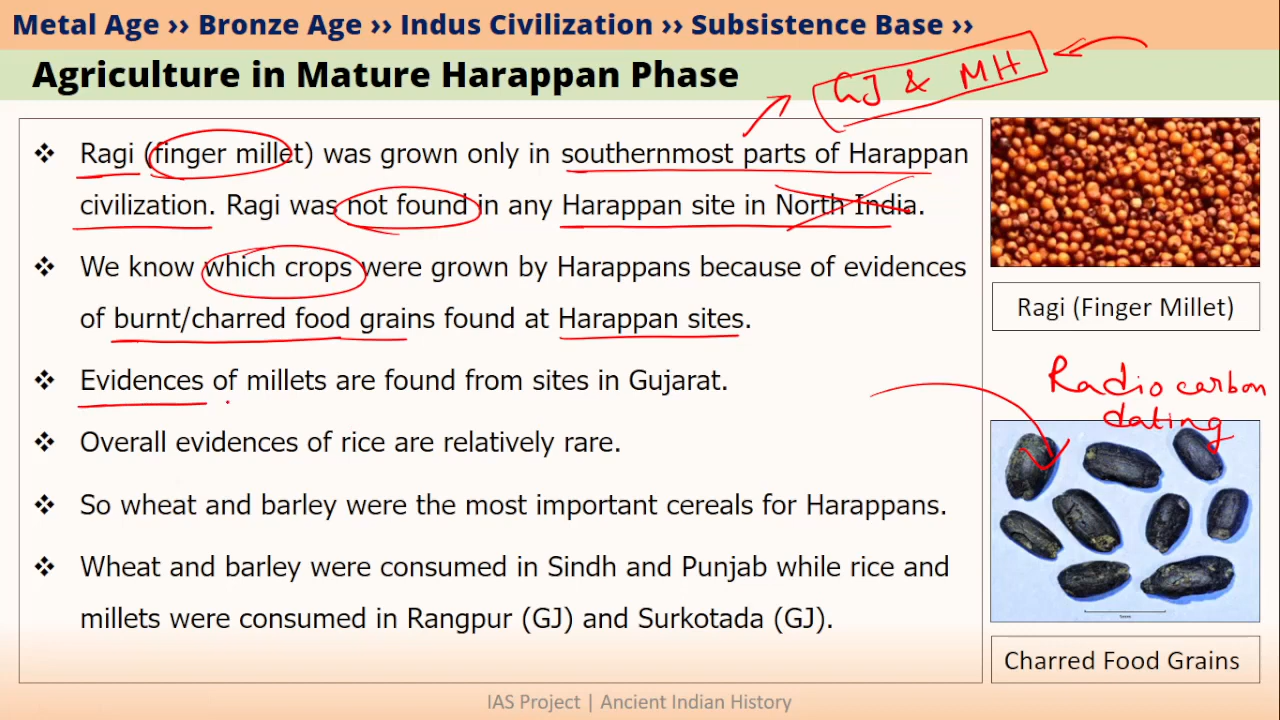 Metal Age ›› Bronze Age ›› Indus Civilization ›› Subsistence Base ››
Agriculture in Mature Harappan Phase
GJ & MH
❖ Ragi (finger millet) was grown only in southernmost parts of Harappan
civilization. Ragi was not found in any Harappan site in North India.
❖ We know which crops were grown by Harappans because of evidences
of burnt/charred food grains found at Harappan sites.
❖ Evidences of millets are found from sites in Gujarat.
❖ Overall evidences of rice are relatively rare.
❖ So wheat and barley were the most important cereals for Harappans.
❖ Wheat and barley were consumed in Sindh and Punjab while rice and
millets were consumed in Rangpur (GJ) and Surkotada (GJ).
Ragi (Finger Millet)
Radio carbon
dating
Charred Food Grains
IAS Project | Ancient Indian History